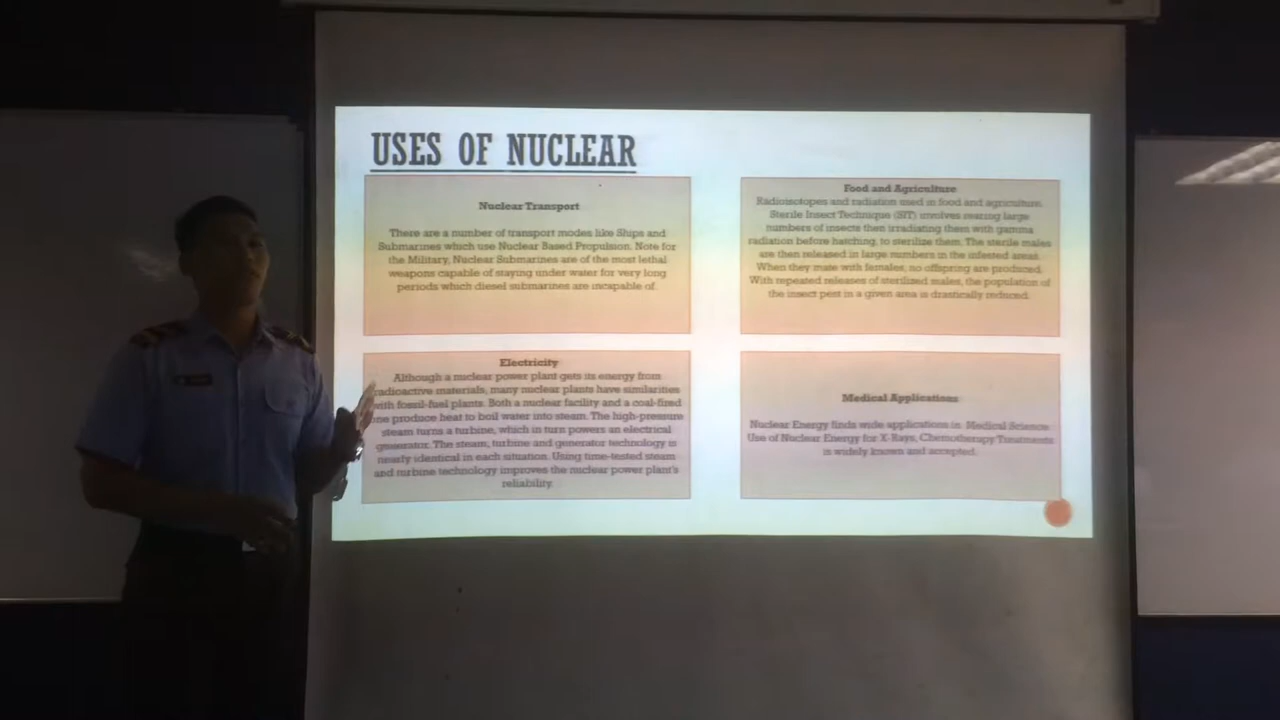 USES OF NUCLEAR
Nuclear Transport
There are a number of transport modes like Ships and
Submarines which use Nuclear Based Propulsion. Note for
the Military, Nuclear Submarines are of the most lethal
weapons capable of staying under water for very long
periods which diesel submarines are incapable of.
Food and Agriculture
Radioisotopes and radiation used in food and agriculture.
Sterile Insect Technique (SIT) involves rearing large
numbers of insects then irradiating them with gamma
radiation before hatching, to sterilize them. The sterile males
are then released in large numbers in the infested areas.
When they mate with females, no offspring are produced.
With repeated releases of sterilized males, the population of
the insect pest in a given area is drastically reduced.
Electricity
Although a nuclear power plant gets its energy from
radioactive materials, many nuclear plants have similarities
with fossil-fuel plants. Both a nuclear facility and a coal-fired
one produce heat to boil water into steam. The high-pressure
steam turns a turbine, which in turn powers an electrical
generator. The steam, turbine and generator technology is
nearly identical in each situation. Using time-tested steam
and turbine technology improves the nuclear power plant's
reliability.
Medical Applications
Nuclear Energy finds wide applications in Medical Science.
Use of Nuclear Energy for X-Rays, Chemotherapy Treatments
is widely known and accepted.